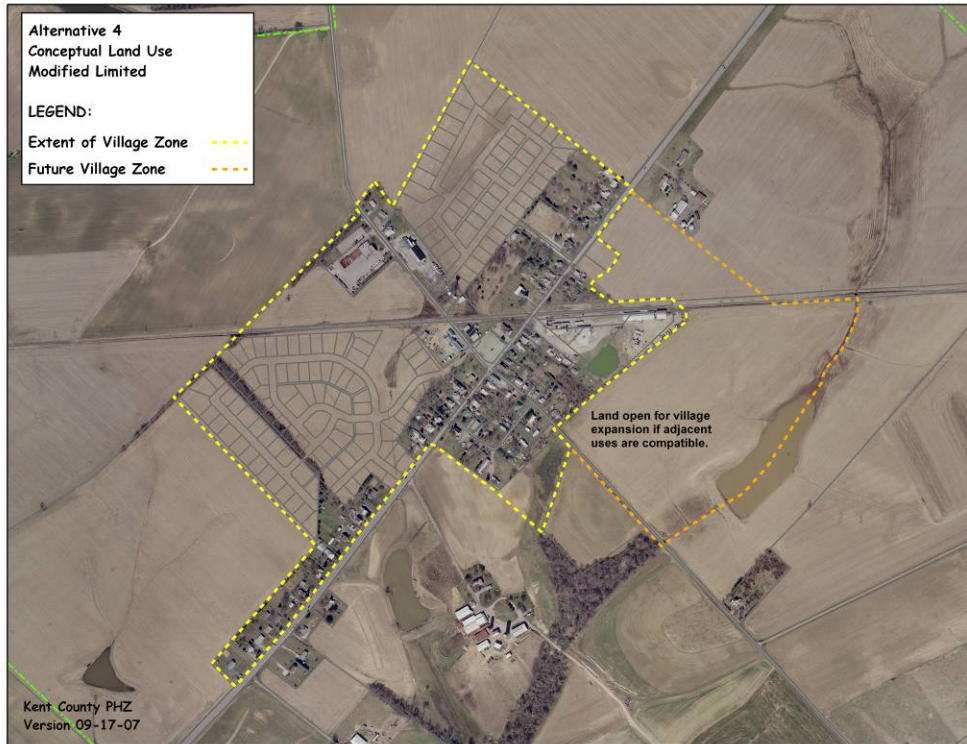 Alternative 4
Conceptual Land Use
Modified Limited
LEGEND:
Extent of Village Zone
Future Village Zone
Land open for village
expansion if adjacent
uses are compatible.
Kent County PHZ
Version 09-17-07